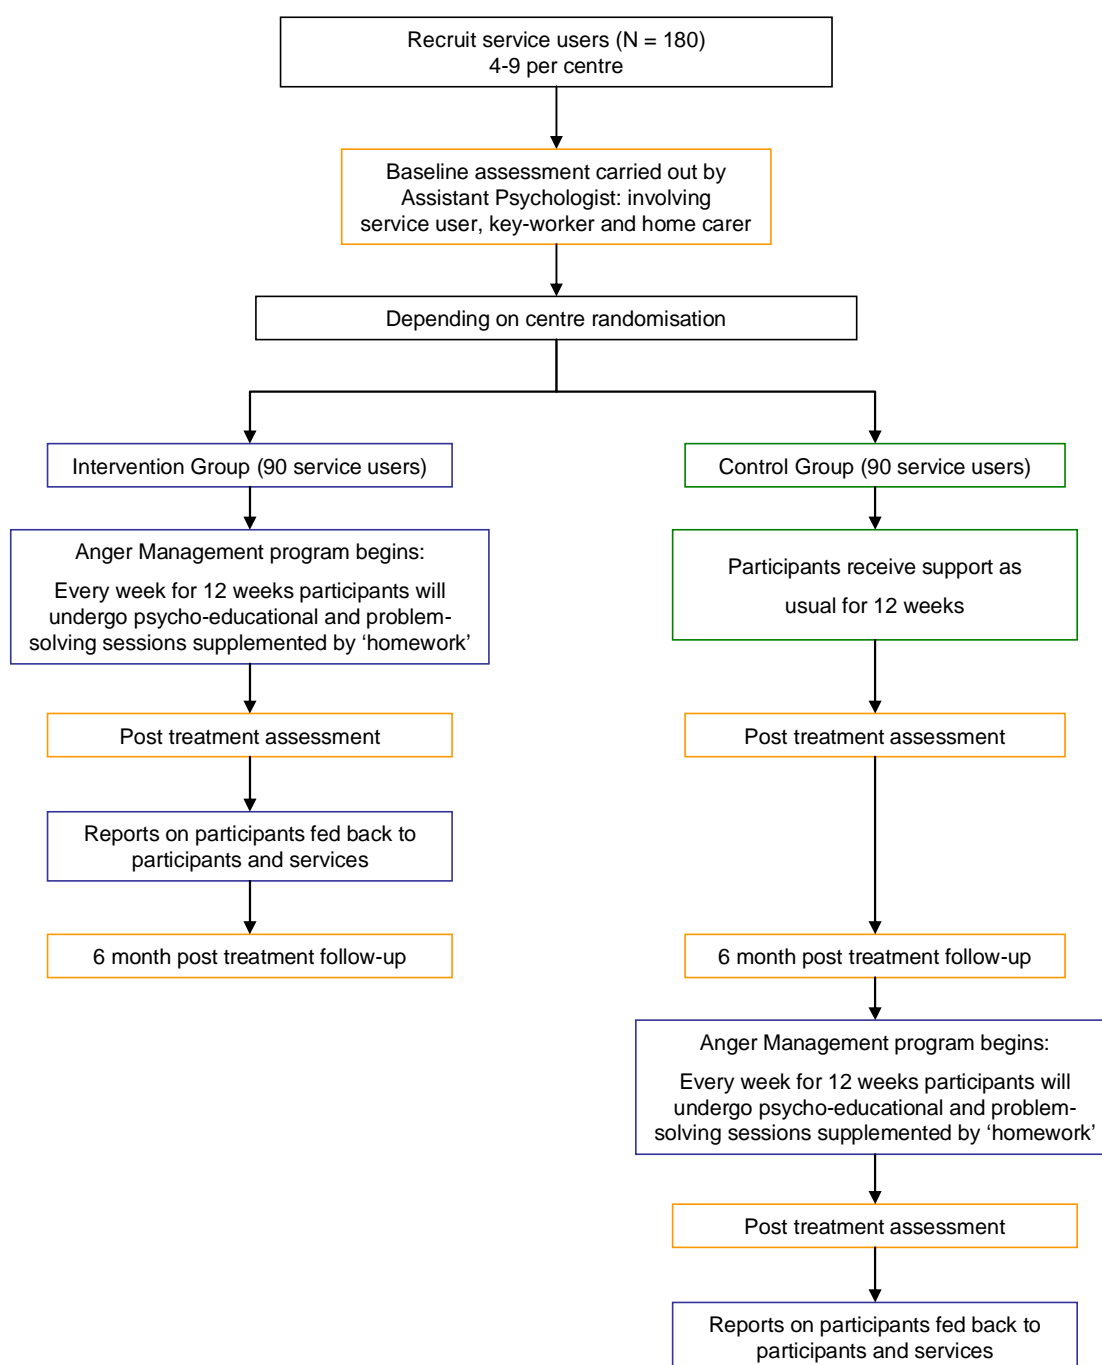 Recruit service users (N = 180)
4-9 per centre
Baseline assessment carried out by
Assistant Psychologist: involving
service user, key-worker and home carer
Depending on centre randomisation
Intervention Group (90 service users)
Anger Management program begins:
Every week for 12 weeks participants will
undergo psycho-educational and problem-
solving sessions supplemented by ‘homework’
Post treatment assessment
Reports on participants fed back to
participants and services
6 month post treatment follow-up
Control Group (90 service users)
Participants receive support as
usual for 12 weeks
Post treatment assessment
6 month post treatment follow-up
Anger Management program begins:
Every week for 12 weeks participants will
undergo psycho-educational and problem-
solving sessions supplemented by ‘homework’
Post treatment assessment
Reports on participants fed back to
participants and services